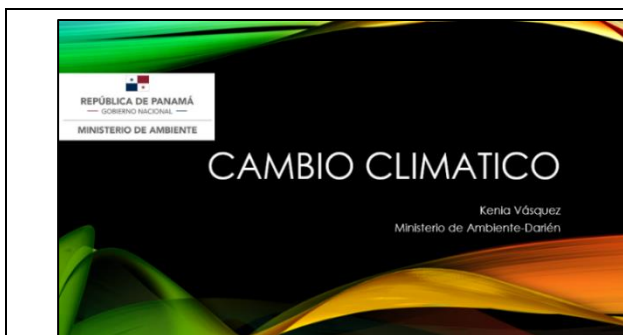 REPÚBLICA DE PANAMÁ
— GOBIERNO NACIONAL —
MINISTERIO DE AMBIENTE
CAMBIO CLIMATICO
Kenia Vásquez
Ministerio de Ambiente-Darién